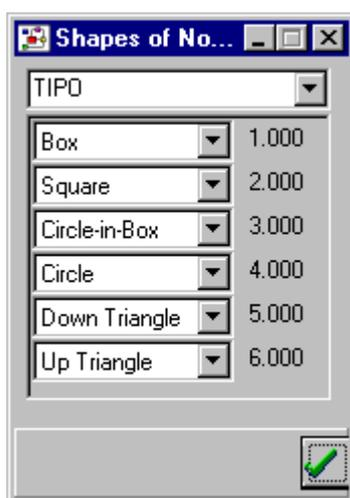 Shapes of No...
TIPO
Box 1.000
Square 2.000
Circle-in-Box 3.000
Circle 4.000
Down Triangle 5.000
Up Triangle 6.000